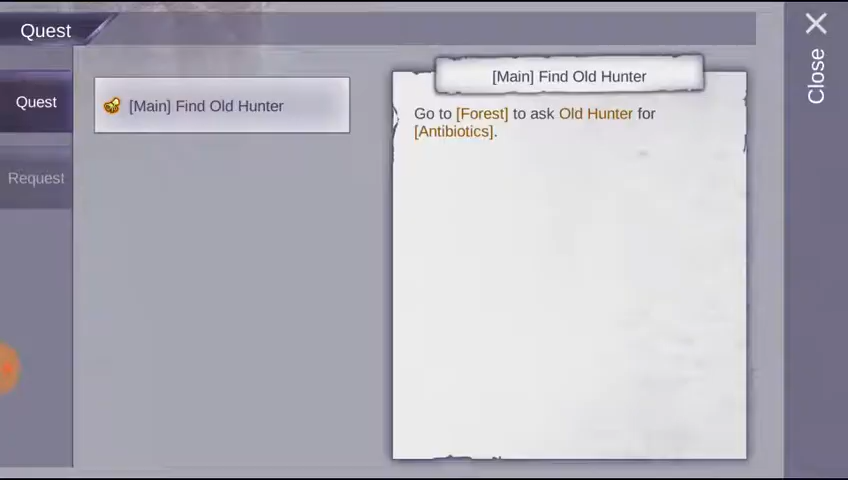 Quest
Close
Quest
Request
[Main] Find Old Hunter
[Main] Find Old Hunter
Go to [Forest] to ask Old Hunter for
[Antibiotics].